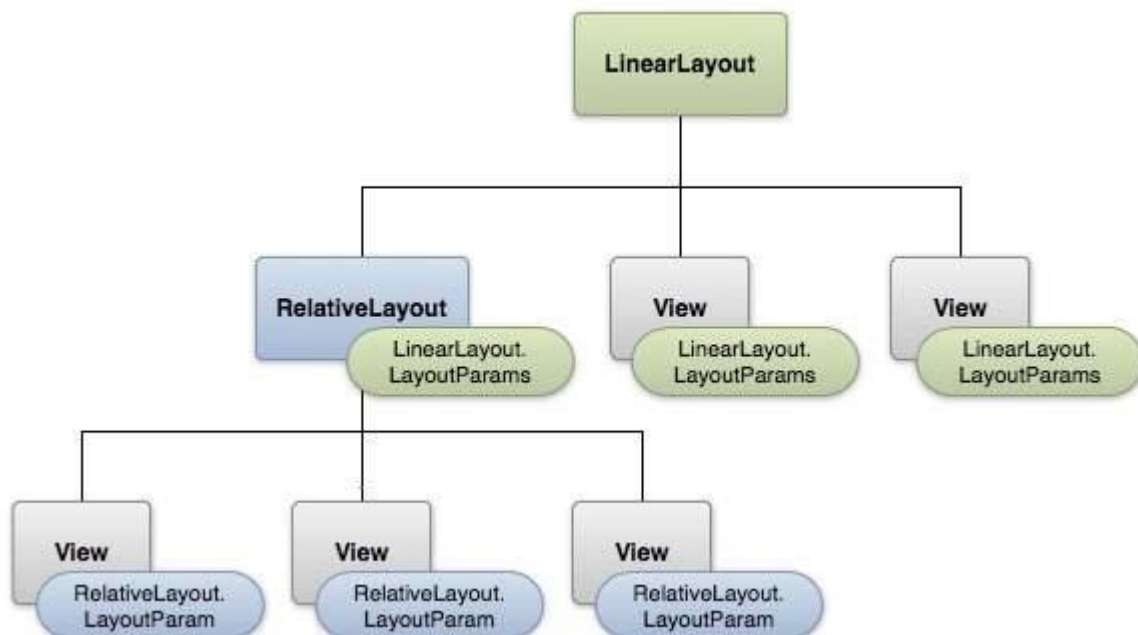 LinearLayout
RelativeLayout
LinearLayout.
LayoutParams
View
LinearLayout.
LayoutParams
View
LinearLayout.
LayoutParams
View
RelativeLayout.
LayoutParam
View
RelativeLayout.
LayoutParam
View
RelativeLayout.
LayoutParam